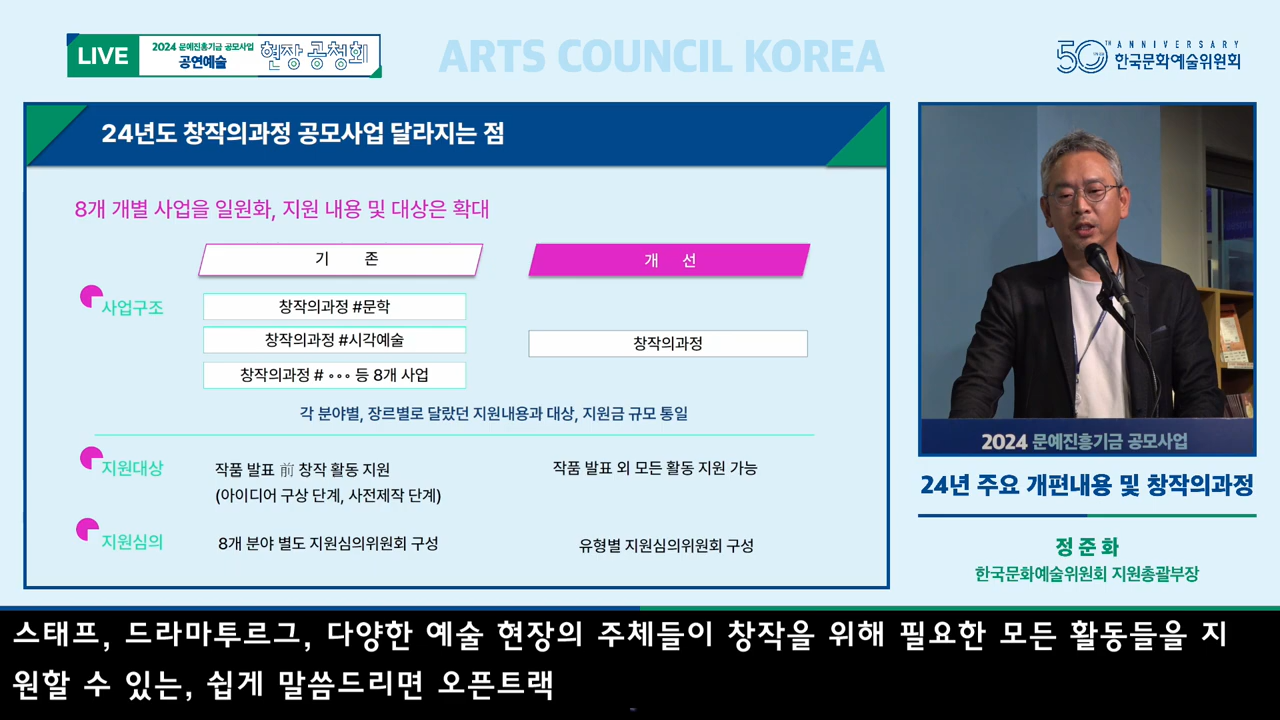 LIVE
2024 문예진흥기금 공모사업
공연예술
현장 공청회
ARTS COUNCIL KOREA
50TH ANNIVERSARY
한국문화예술위원회
24년도 창작의과정 공모사업 달라지는 점
8개 개별 사업을 일원화, 지원 내용 및 대상은 확대
기 존
개 선
사업구조
창작의과정 #문학
창작의과정 #시각예술
창작의과정 # ∘∘∘ 등 8개 사업
창작의과정
각 분야별, 장르별로 달랐던 지원내용과 대상, 지원금 규모 통일
지원대상
작품 발표 前 창작 활동 지원
(아이디어 구상 단계, 사전제작 단계)
작품 발표 외 모든 활동 지원 가능
지원심의
8개 분야 별도 지원심의위원회 구성
유형별 지원심의위원회 구성
2024 문예진흥기금 공모사업
24년 주요 개편내용 및 창작의과정
정 준 화
한국문화예술위원회 지원총괄부장
스태프, 드라마투르그, 다양한 예술 현장의 주체들이 창작을 위해 필요한 모든 활동들을 지
원할 수 있는, 쉽게 말씀드리면 오픈트랙